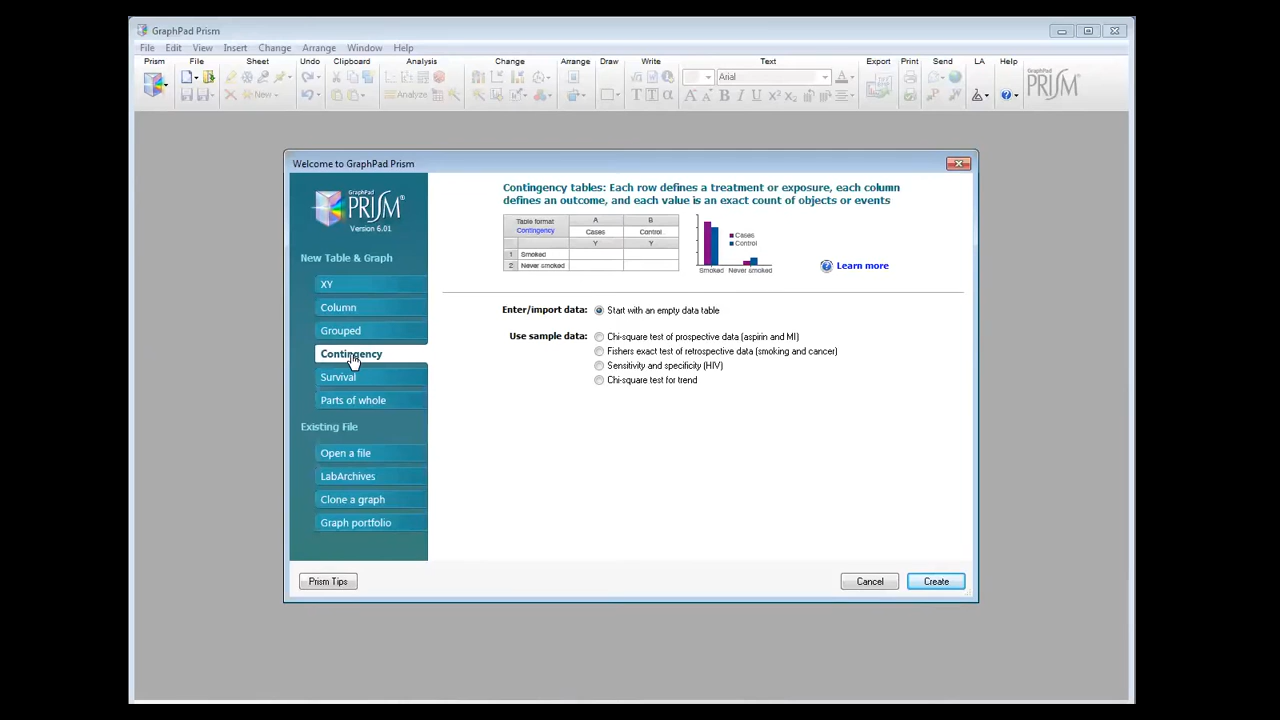 GraphPad Prism
File Edit View Insert Change Arrange Window Help
Prism File Sheet Undo Clipboard Analysis Change Arrange Draw Write Text Export Print Send LA Help
Arial
GraphPad
PRISM
New
Analyze
Welcome to GraphPad Prism
GraphPad
PRISM®
Version 6.01
New Table & Graph
XY
Column
Grouped
Contingency
Survival
Parts of whole
Existing File
Open a file
LabArchives
Clone a graph
Graph portfolio
Contingency tables: Each row defines a treatment or exposure, each column
defines an outcome, and each value is an exact count of objects or events
Table format A B
Contingency Cases Control
Y Y
1 Smoked
2 Never smoked
Cases
Control
Smoked Never smoked
Learn more
Enter/import data: Start with an empty data table
Use sample data: Chi-square test of prospective data (aspirin and MI)
Fishers exact test of retrospective data (smoking and cancer)
Sensitivity and specificity (HIV)
Chi-square test for trend
Prism Tips Cancel Create